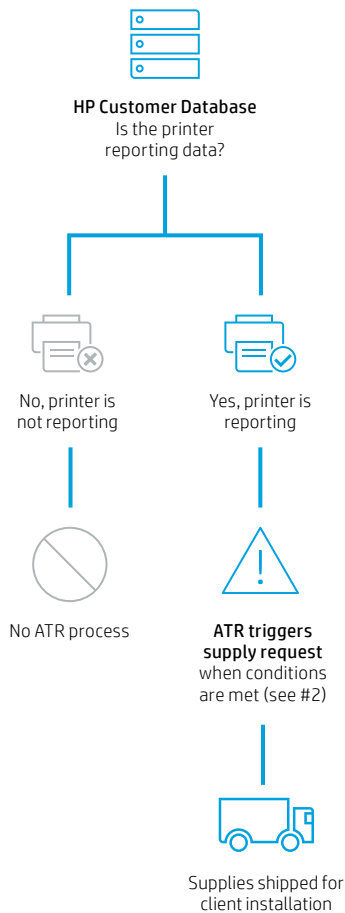 HP Customer Database
Is the printer
reporting data?
No, printer is
not reporting
Yes, printer is
reporting
No ATR process
ATR triggers
supply request
when conditions
are met (see #2)
Supplies shipped for
client installation